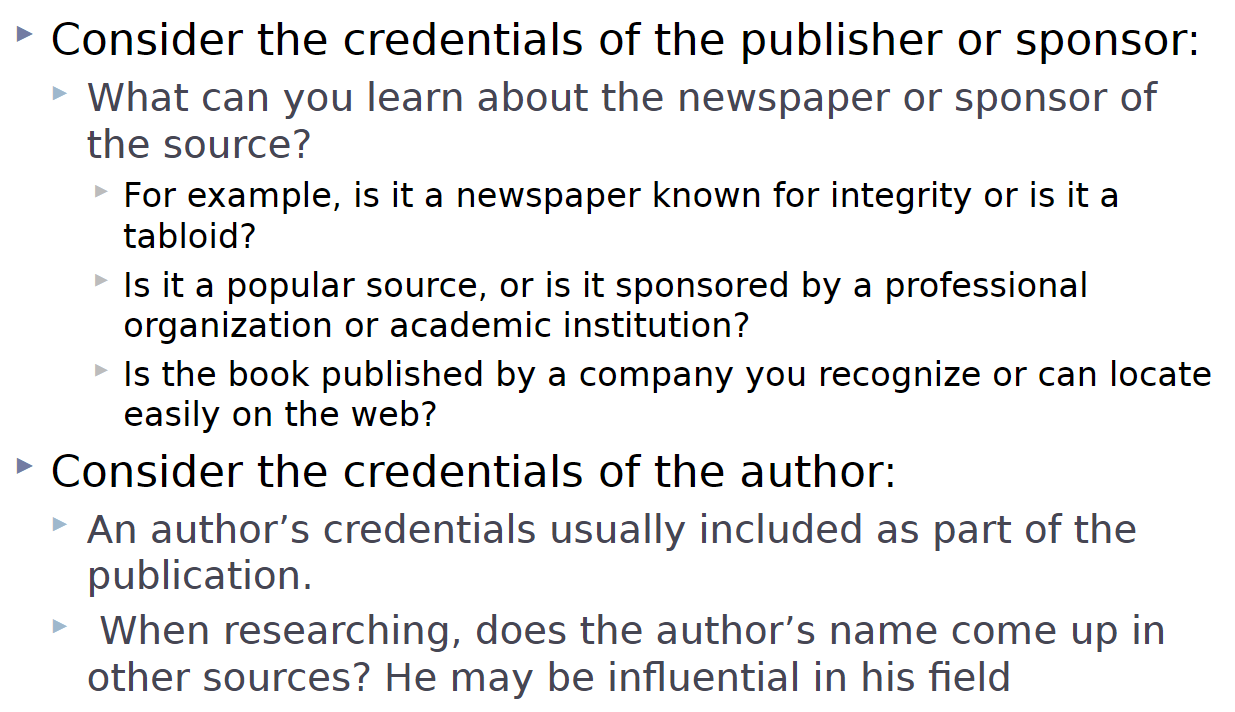 Consider the credentials of the publisher or sponsor:
What can you learn about the newspaper or sponsor of
the source?
For example, is it a newspaper known for integrity or is it a
tabloid?
Is it a popular source, or is it sponsored by a professional
organization or academic institution?
Is the book published by a company you recognize or can locate
easily on the web?
Consider the credentials of the author:
An author’s credentials usually included as part of the
publication.
When researching, does the author’s name come up in
other sources? He may be influential in his field